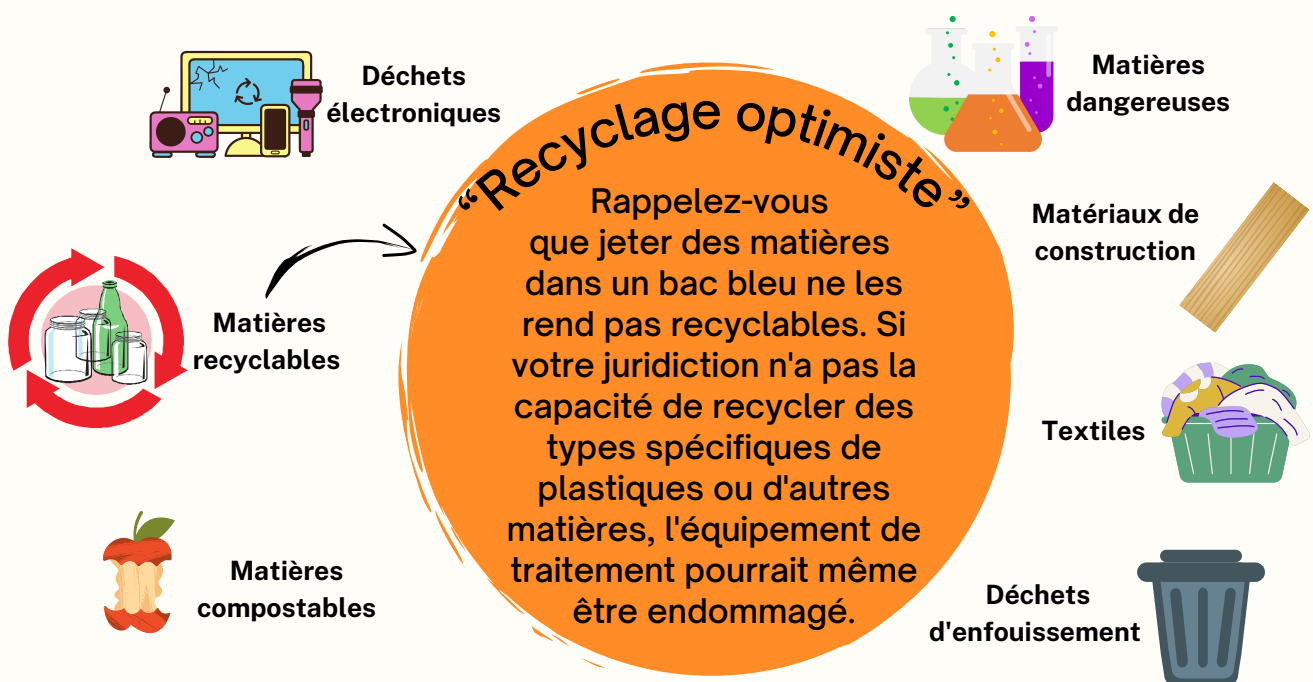 Déchets
électroniques
Matières
recyclables
Matières
compostables
“Recyclage optimiste”
Rappelez-vous
que jeter des matières
dans un bac bleu ne les
rend pas recyclables. Si
votre juridiction n'a pas la
capacité de recycler des
types spécifiques de
plastiques ou d'autres
matières, l'équipement de
traitement pourrait même
être endommagé.
Matières
dangereuses
Matériaux de
construction
Textiles
Déchets
d'enfouissement